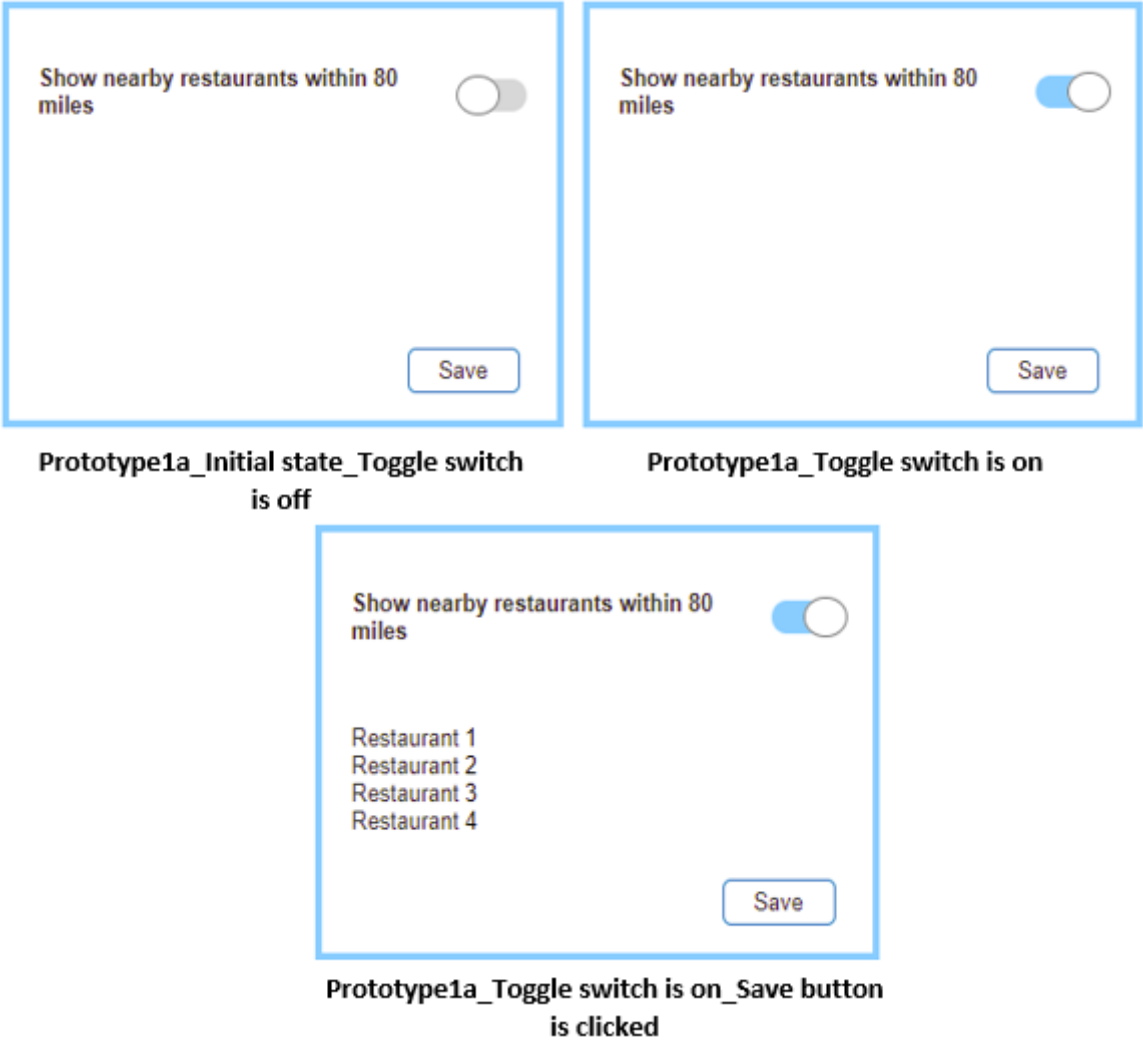 Show nearby restaurants within 80
miles
Save
Prototype1a_Initial state_Toggle switch
is off
Show nearby restaurants within 80
miles
Save
Prototype1a_Toggle switch is on
Show nearby restaurants within 80
miles
Restaurant 1
Restaurant 2
Restaurant 3
Restaurant 4
Save
Prototype1a_Toggle switch is on_Save button
is clicked